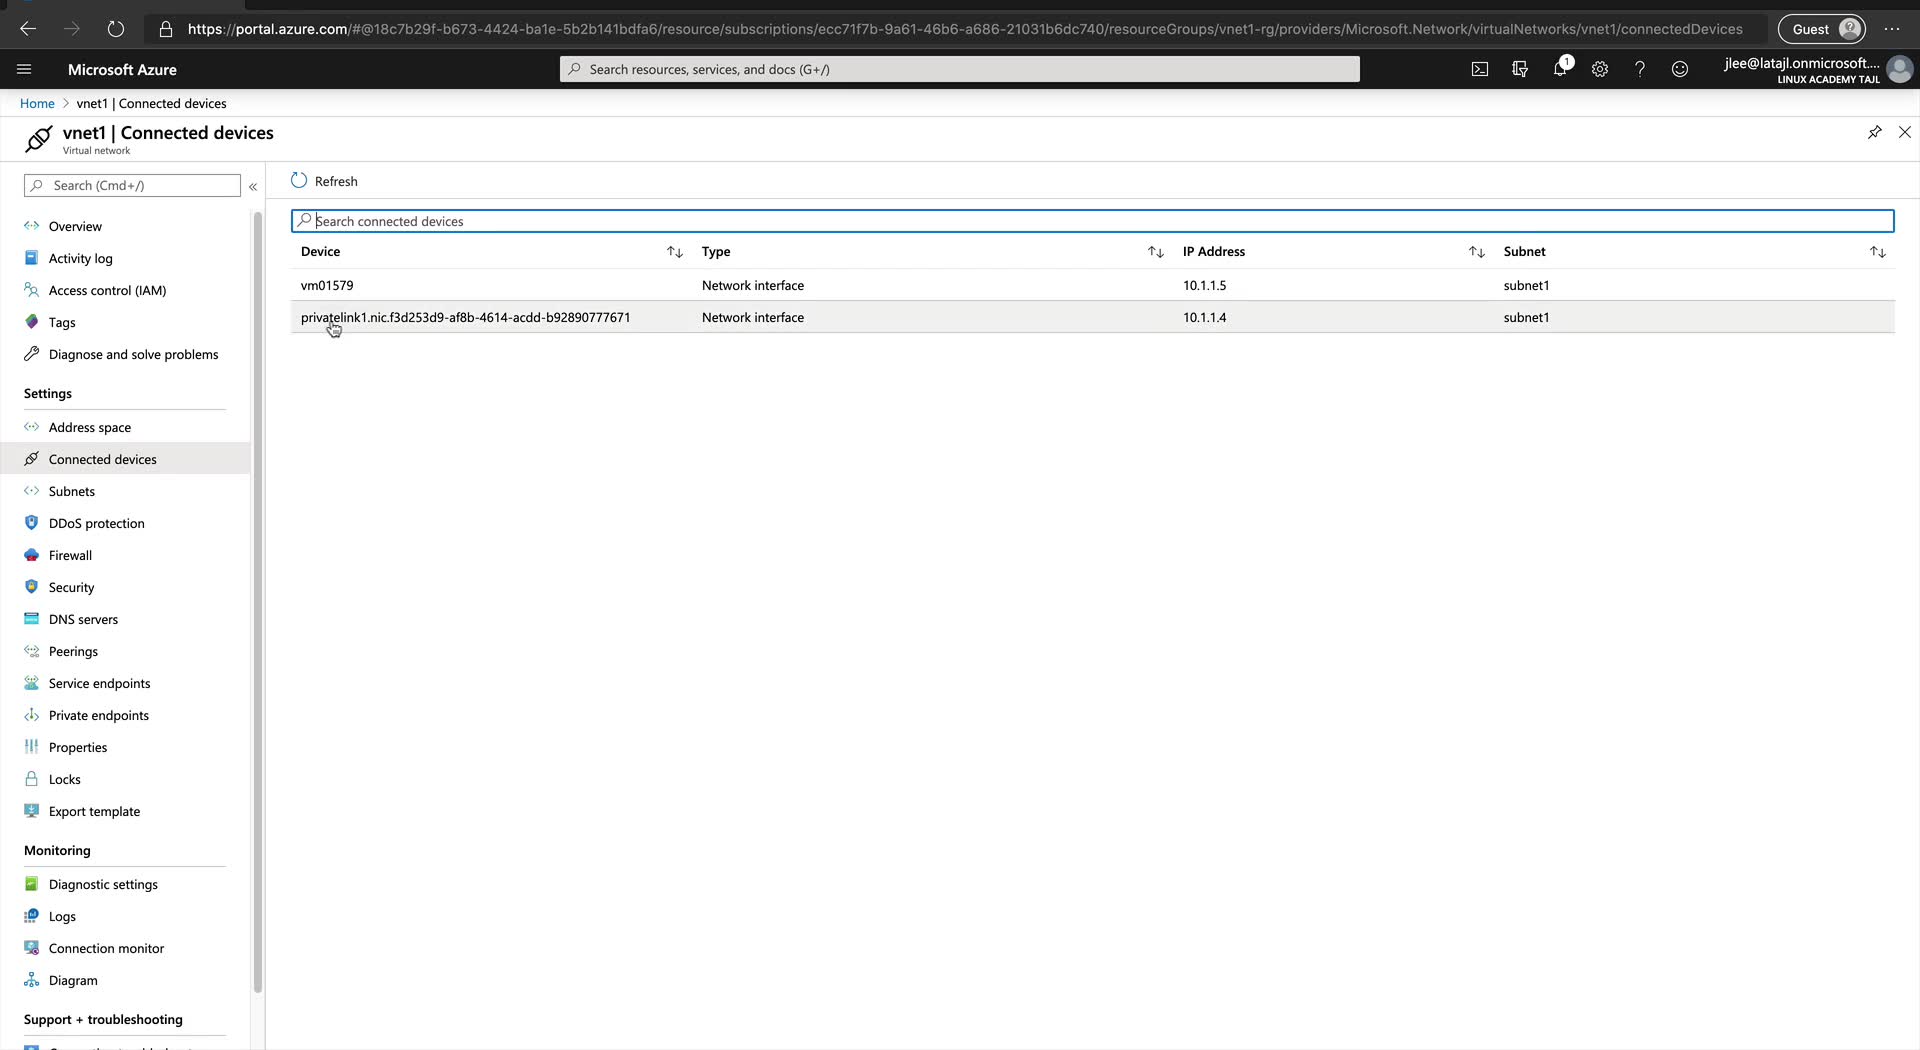 https://portal.azure.com/#@18c7b29f-b673-4424-ba1e-5b2b141bdfa6/resource/subscriptions/ecc71f7b-9a61-46b6-a686-21031b6dc740/resourceGroups/vnet1-rg/providers/Microsoft.Network/virtualNetworks/vnet1/connectedDevices
Guest
Microsoft Azure
Search resources, services, and docs (G+/)
1
jlee@latajl.onmicrosoft....
LINUX ACADEMY TAJL
Home > vnet1 | Connected devices
vnet1 | Connected devices
Virtual network
Search (Cmd+/)
«
Refresh
Search connected devices
Device Type IP Address Subnet
vm01579 Network interface 10.1.1.5 subnet1
privatelink1.nic.f3d253d9-af8b-4614-acdd-b92890777671 Network interface 10.1.1.4 subnet1
Overview
Activity log
Access control (IAM)
Tags
Diagnose and solve problems
Settings
Address space
Connected devices
Subnets
DDoS protection
Firewall
Security
DNS servers
Peerings
Service endpoints
Private endpoints
Properties
Locks
Export template
Monitoring
Diagnostic settings
Logs
Connection monitor
Diagram
Support + troubleshooting